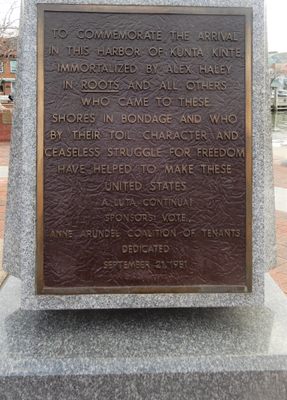 TO COMMEMORATE THE ARRIVAL
IN THIS HARBOR OF KUNTA KINTE
IMMORTALIZED BY ALEX HALEY
IN ROOTS AND ALL OTHERS
WHO CAME TO THESE
SHORES IN BONDAGE AND WHO
BY THEIR TOIL CHARACTER AND
CEASELESS STRUGGLE FOR FREEDOM
HAVE HELPED TO MAKE THESE
UNITED STATES
A LUTA CONTINUA!
SPONSORS: VOTE,
ANNE ARUNDEL COALITION OF TENANTS
DEDICATED
SEPTEMBER 21, 1981